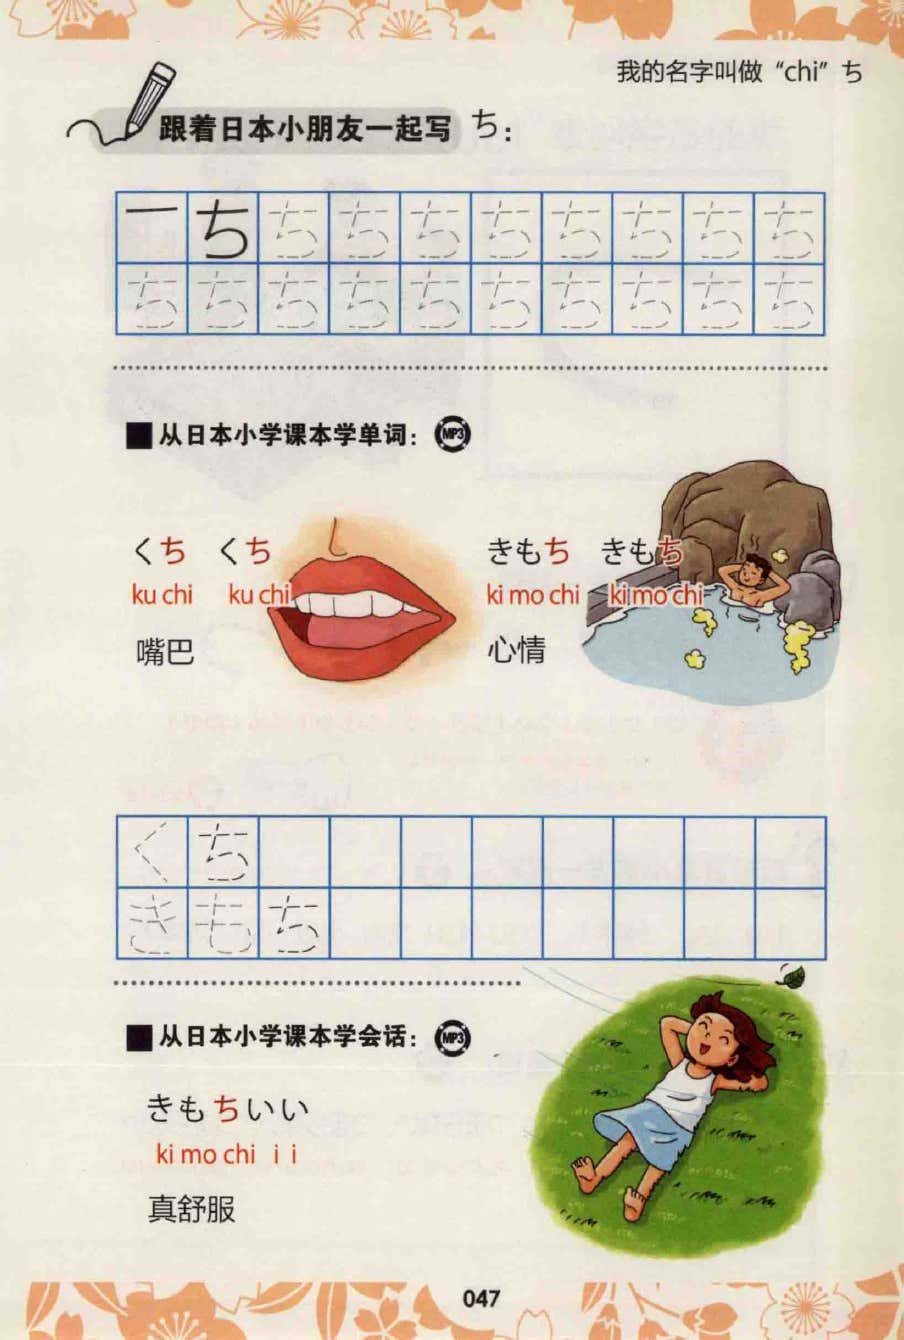 我的名字叫做“chi”ち
跟着日本小朋友一起写 ち：
一 ち ち ち ち ち ち ち ち ち
ち ち ち ち ち ち ち ち ち ち
■从日本小学课本学单词： MP3
くち くち きもち きもち
ku chi ku chi ki mo chi ki mo chi
嘴巴 心情
く ち
き も ち
■从日本小学课本学会话： MP3
きもちいい
ki mo chi i i
真舒服
047